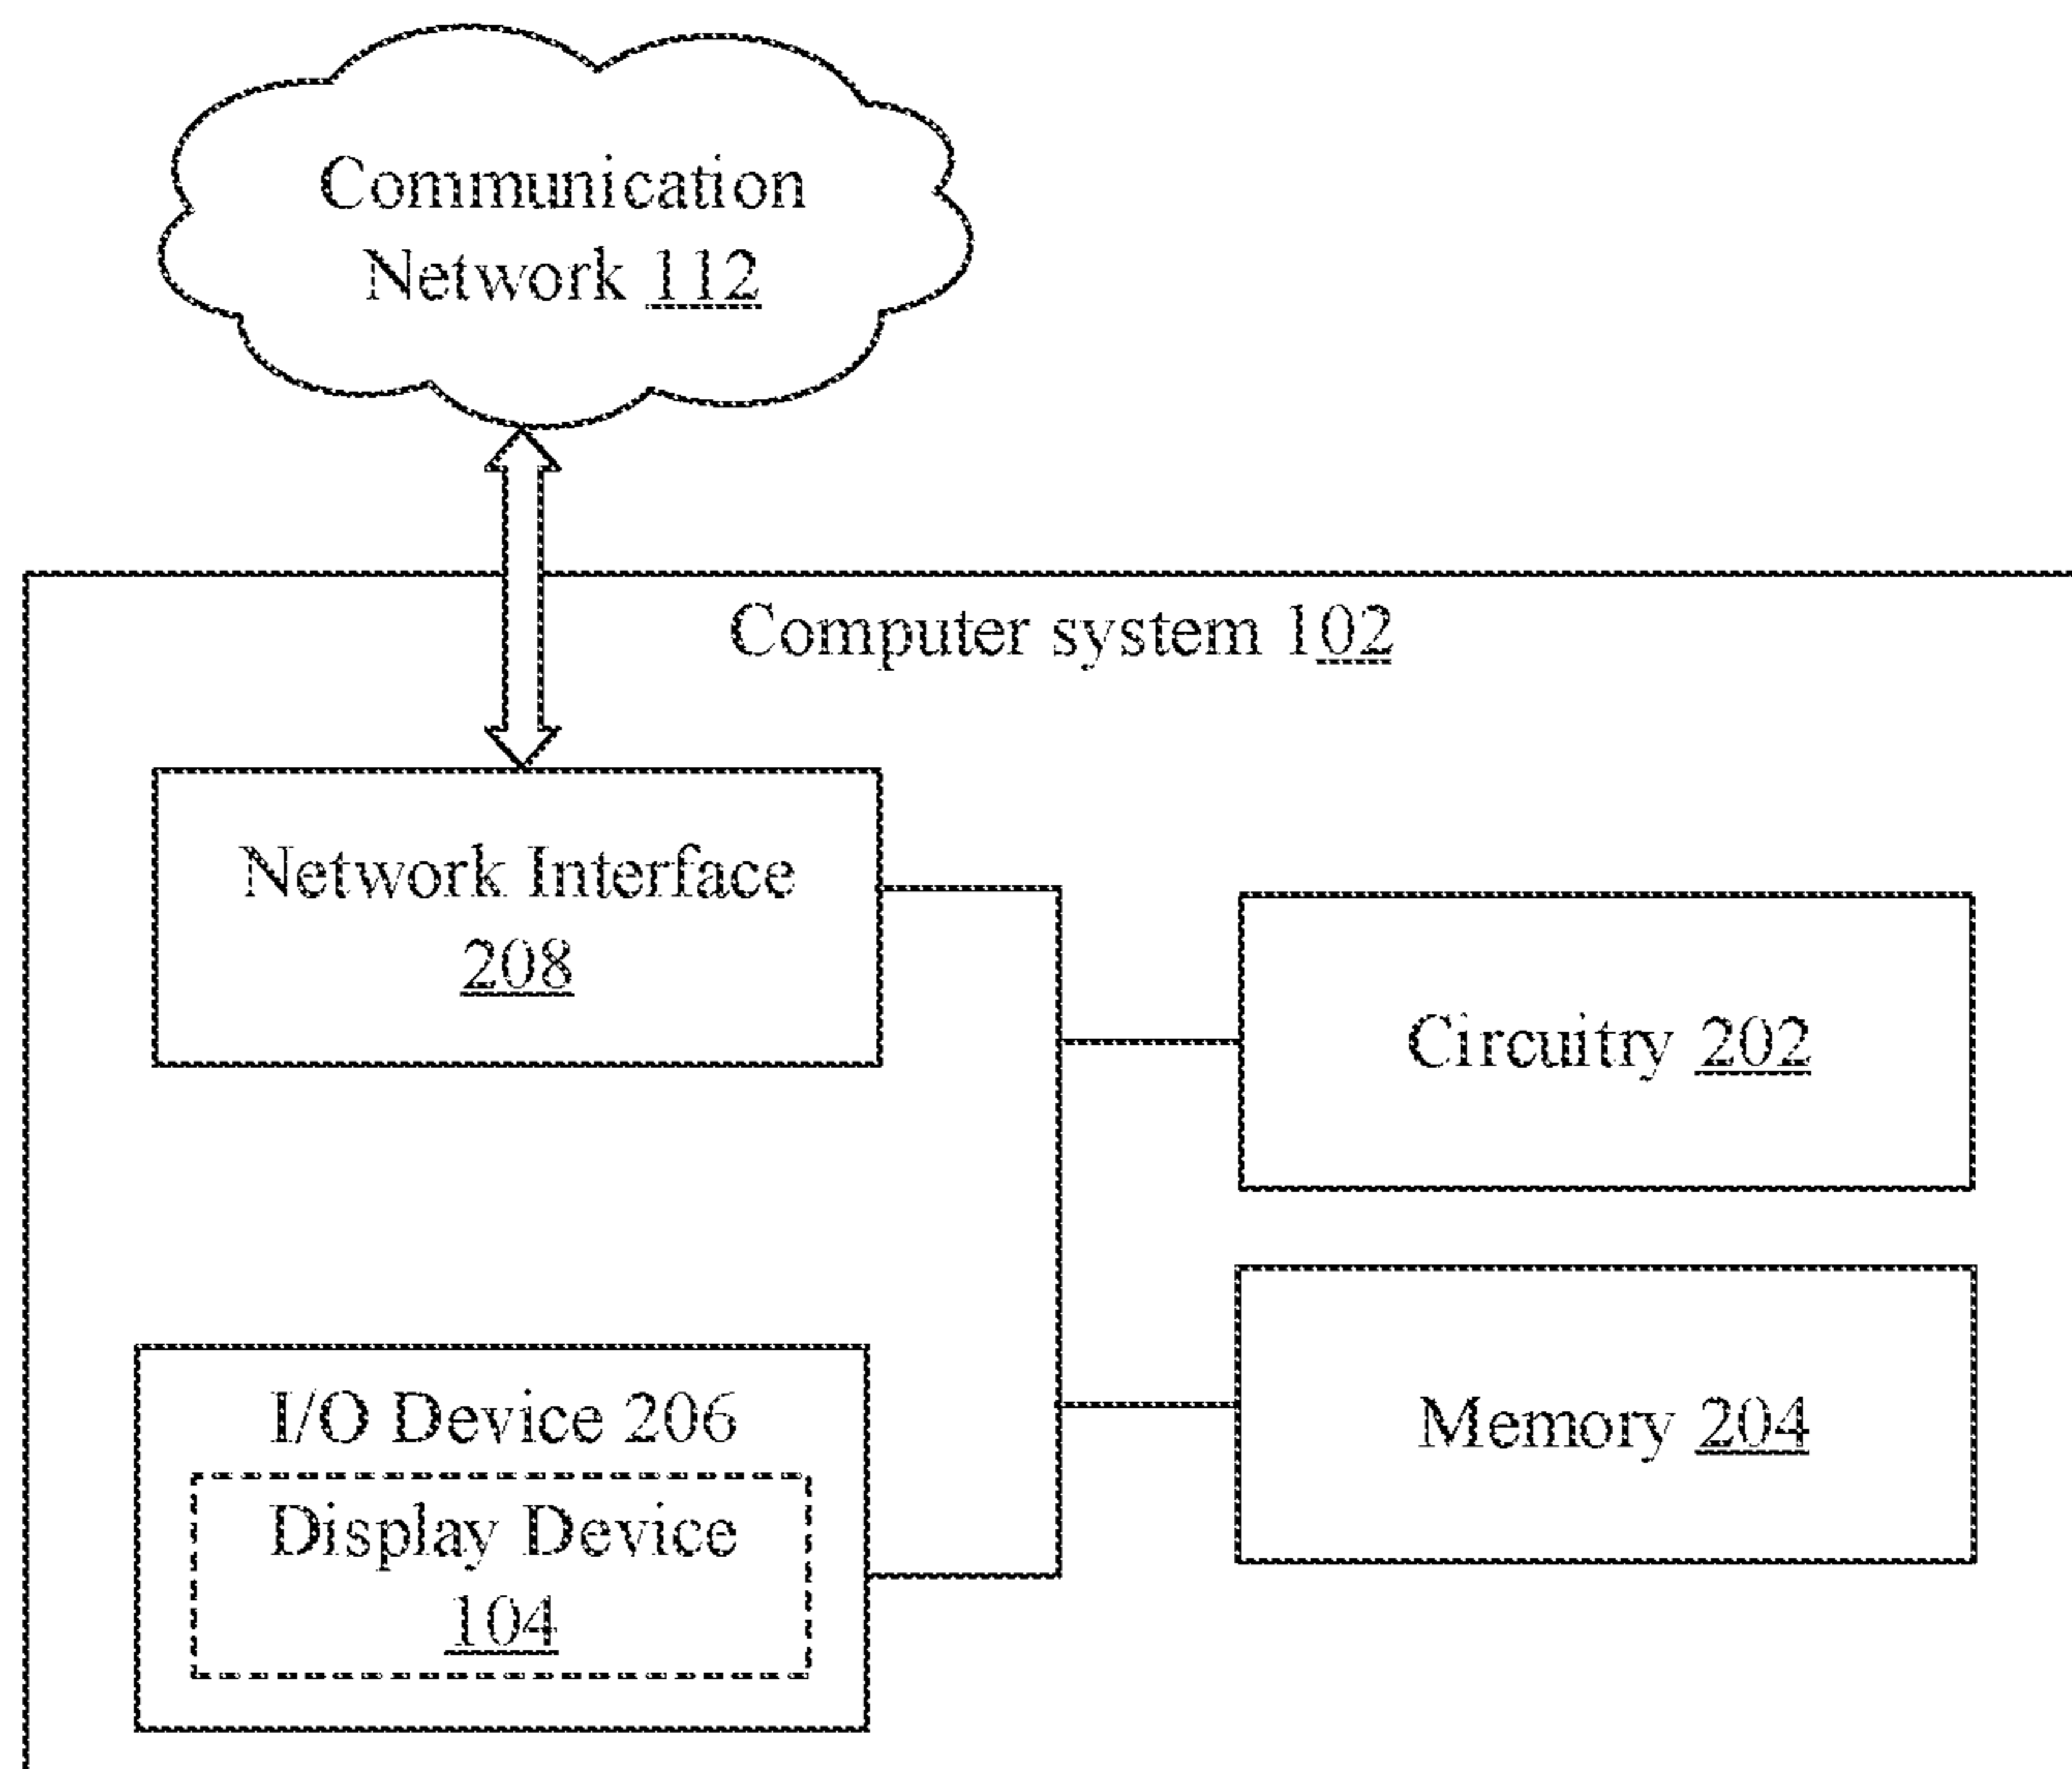 Communication
Network 112
Computer system 102
Network Interface
208
Circuitry 202
I/O Device 206
Display Device
104
Memory 204